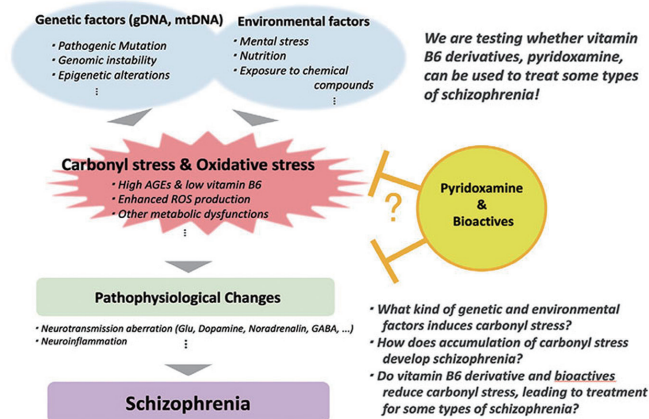 Genetic factors (gDNA, mtDNA)
• Pathogenic Mutation
• Genomic instability
• Epigenetic alterations
⋮
Environmental factors
• Mental stress
• Nutrition
• Exposure to chemical
compounds
⋮
We are testing whether vitamin
B6 derivatives, pyridoxamine,
can be used to treat some types
of schizophrenia!
Carbonyl stress & Oxidative stress
• High AGEs & low vitamin B6
• Enhanced ROS production
• Other metabolic dysfunctions
⋮
?
Pyridoxamine
&
Bioactives
Pathophysiological Changes
• Neurotransmission aberration (Glu, Dopamine, Noradrenalin, GABA, ...)
• Neuroinflammation
⋮
Schizophrenia
• What kind of genetic and environmental
factors induces carbonyl stress?
• How does accumulation of carbonyl stress
develop schizophrenia?
• Do vitamin B6 derivative and bioactives
reduce carbonyl stress, leading to treatment
for some types of schizophrenia?